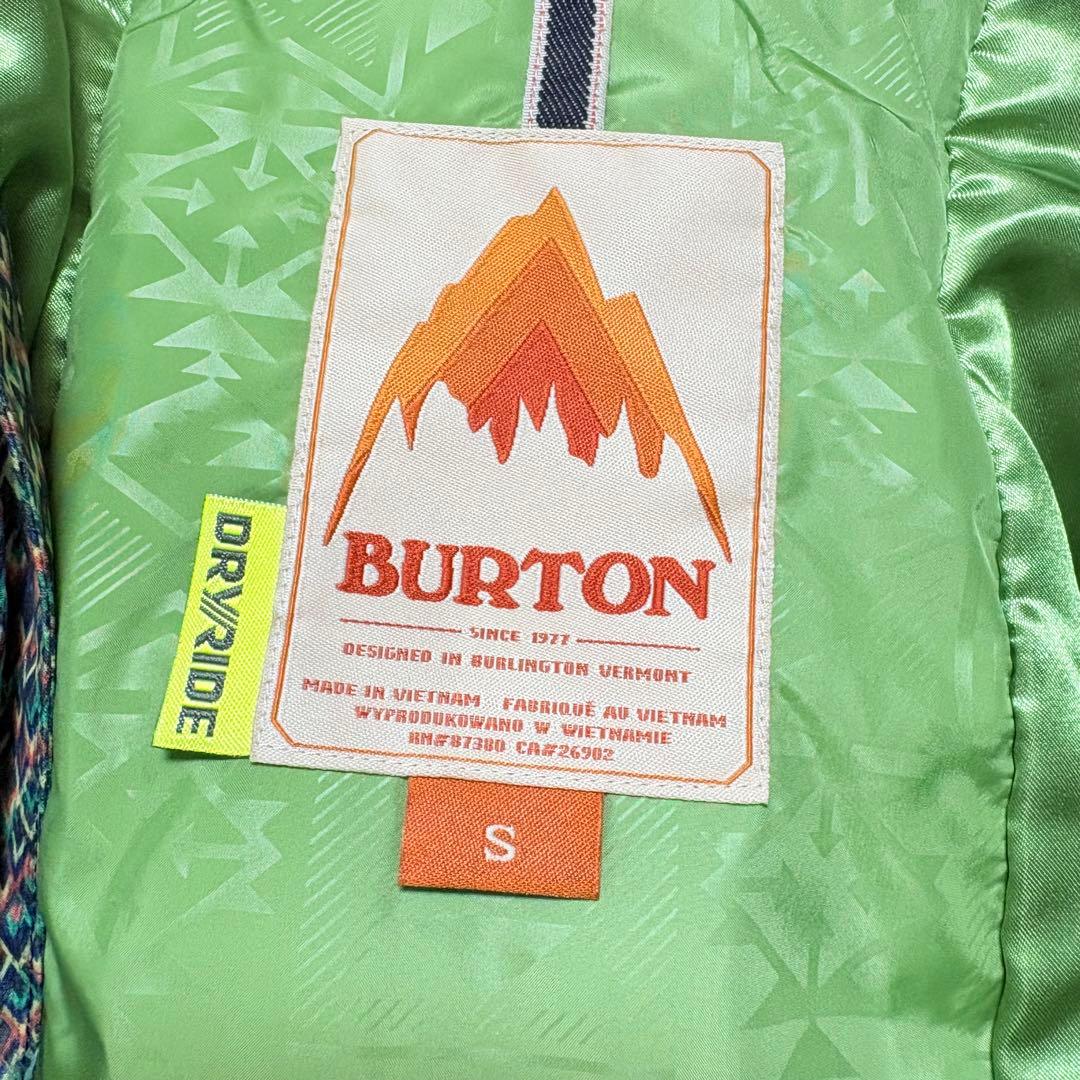 BURTON
SINCE 1977
DESIGNED IN BURLINGTON VERMONT
MADE IN VIETNAM FABRIQUÉ AU VIETNAM
WYPRODUKOWANO W WIETNAMIE
RN#87380 CA#26902
DRY//RIDE
S